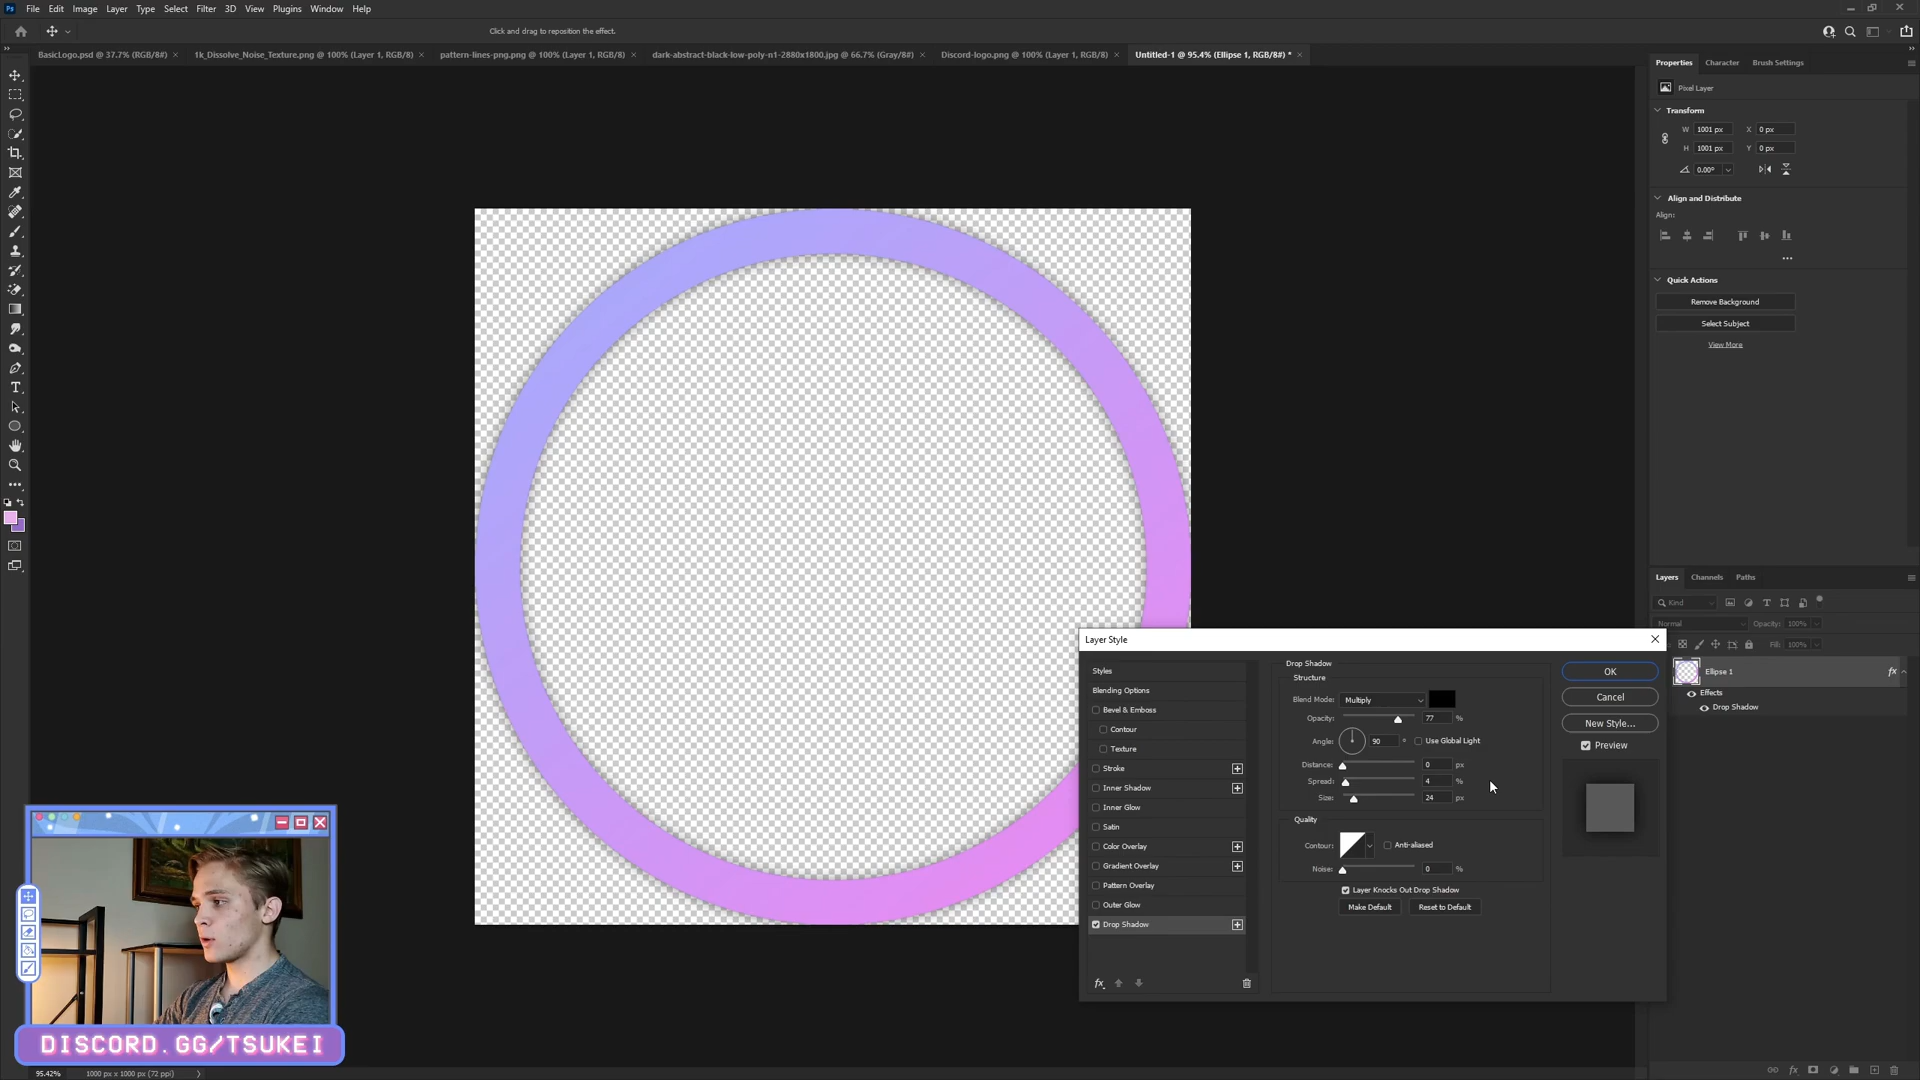 Ps File Edit Image Layer Type Select Filter 3D View Plugins Window Help
Click and drag to reposition the effect.
BasicLogo.psd @ 37.7% (RGB/8#) × 1k_Dissolve_Noise_Texture.png @ 100% (Layer 1, RGB/8) × pattern-lines-png.png @ 100% (Layer 1, RGB/8) × dark-abstract-black-low-poly-n1-2880x1800.jpg @ 66.7% (Gray/8#) × Discord-logo.png @ 100% (Layer 1, RGB/8) × Untitled-1 @ 95.4% (Ellipse 1, RGB/8#) * ×
Properties Character Brush Settings
Pixel Layer
Transform
W 1001 px X 0 px
H 1001 px Y 0 px
0.00°
Align and Distribute
Align:
Quick Actions
Remove Background
Select Subject
View More
Layers Channels Paths
Kind
Normal Opacity: 100%
Fill: 100%
Ellipse 1 fx
Effects
Drop Shadow
Layer Style
Styles
Blending Options
Bevel & Emboss
Contour
Texture
Stroke
Inner Shadow
Inner Glow
Satin
Color Overlay
Gradient Overlay
Pattern Overlay
Outer Glow
Drop Shadow
fx
Drop Shadow
Structure
Blend Mode: Multiply
Opacity: 77 %
Angle: 90 ° Use Global Light
Distance: 0 px
Spread: 4 %
Size: 24 px
Quality
Contour: Anti-aliased
Noise: 0 %
Layer Knocks Out Drop Shadow
Make Default Reset to Default
OK
Cancel
New Style...
Preview
DISCORD.GG/TSUKEI
95.42% 1000 px x 1000 px (72 ppi)